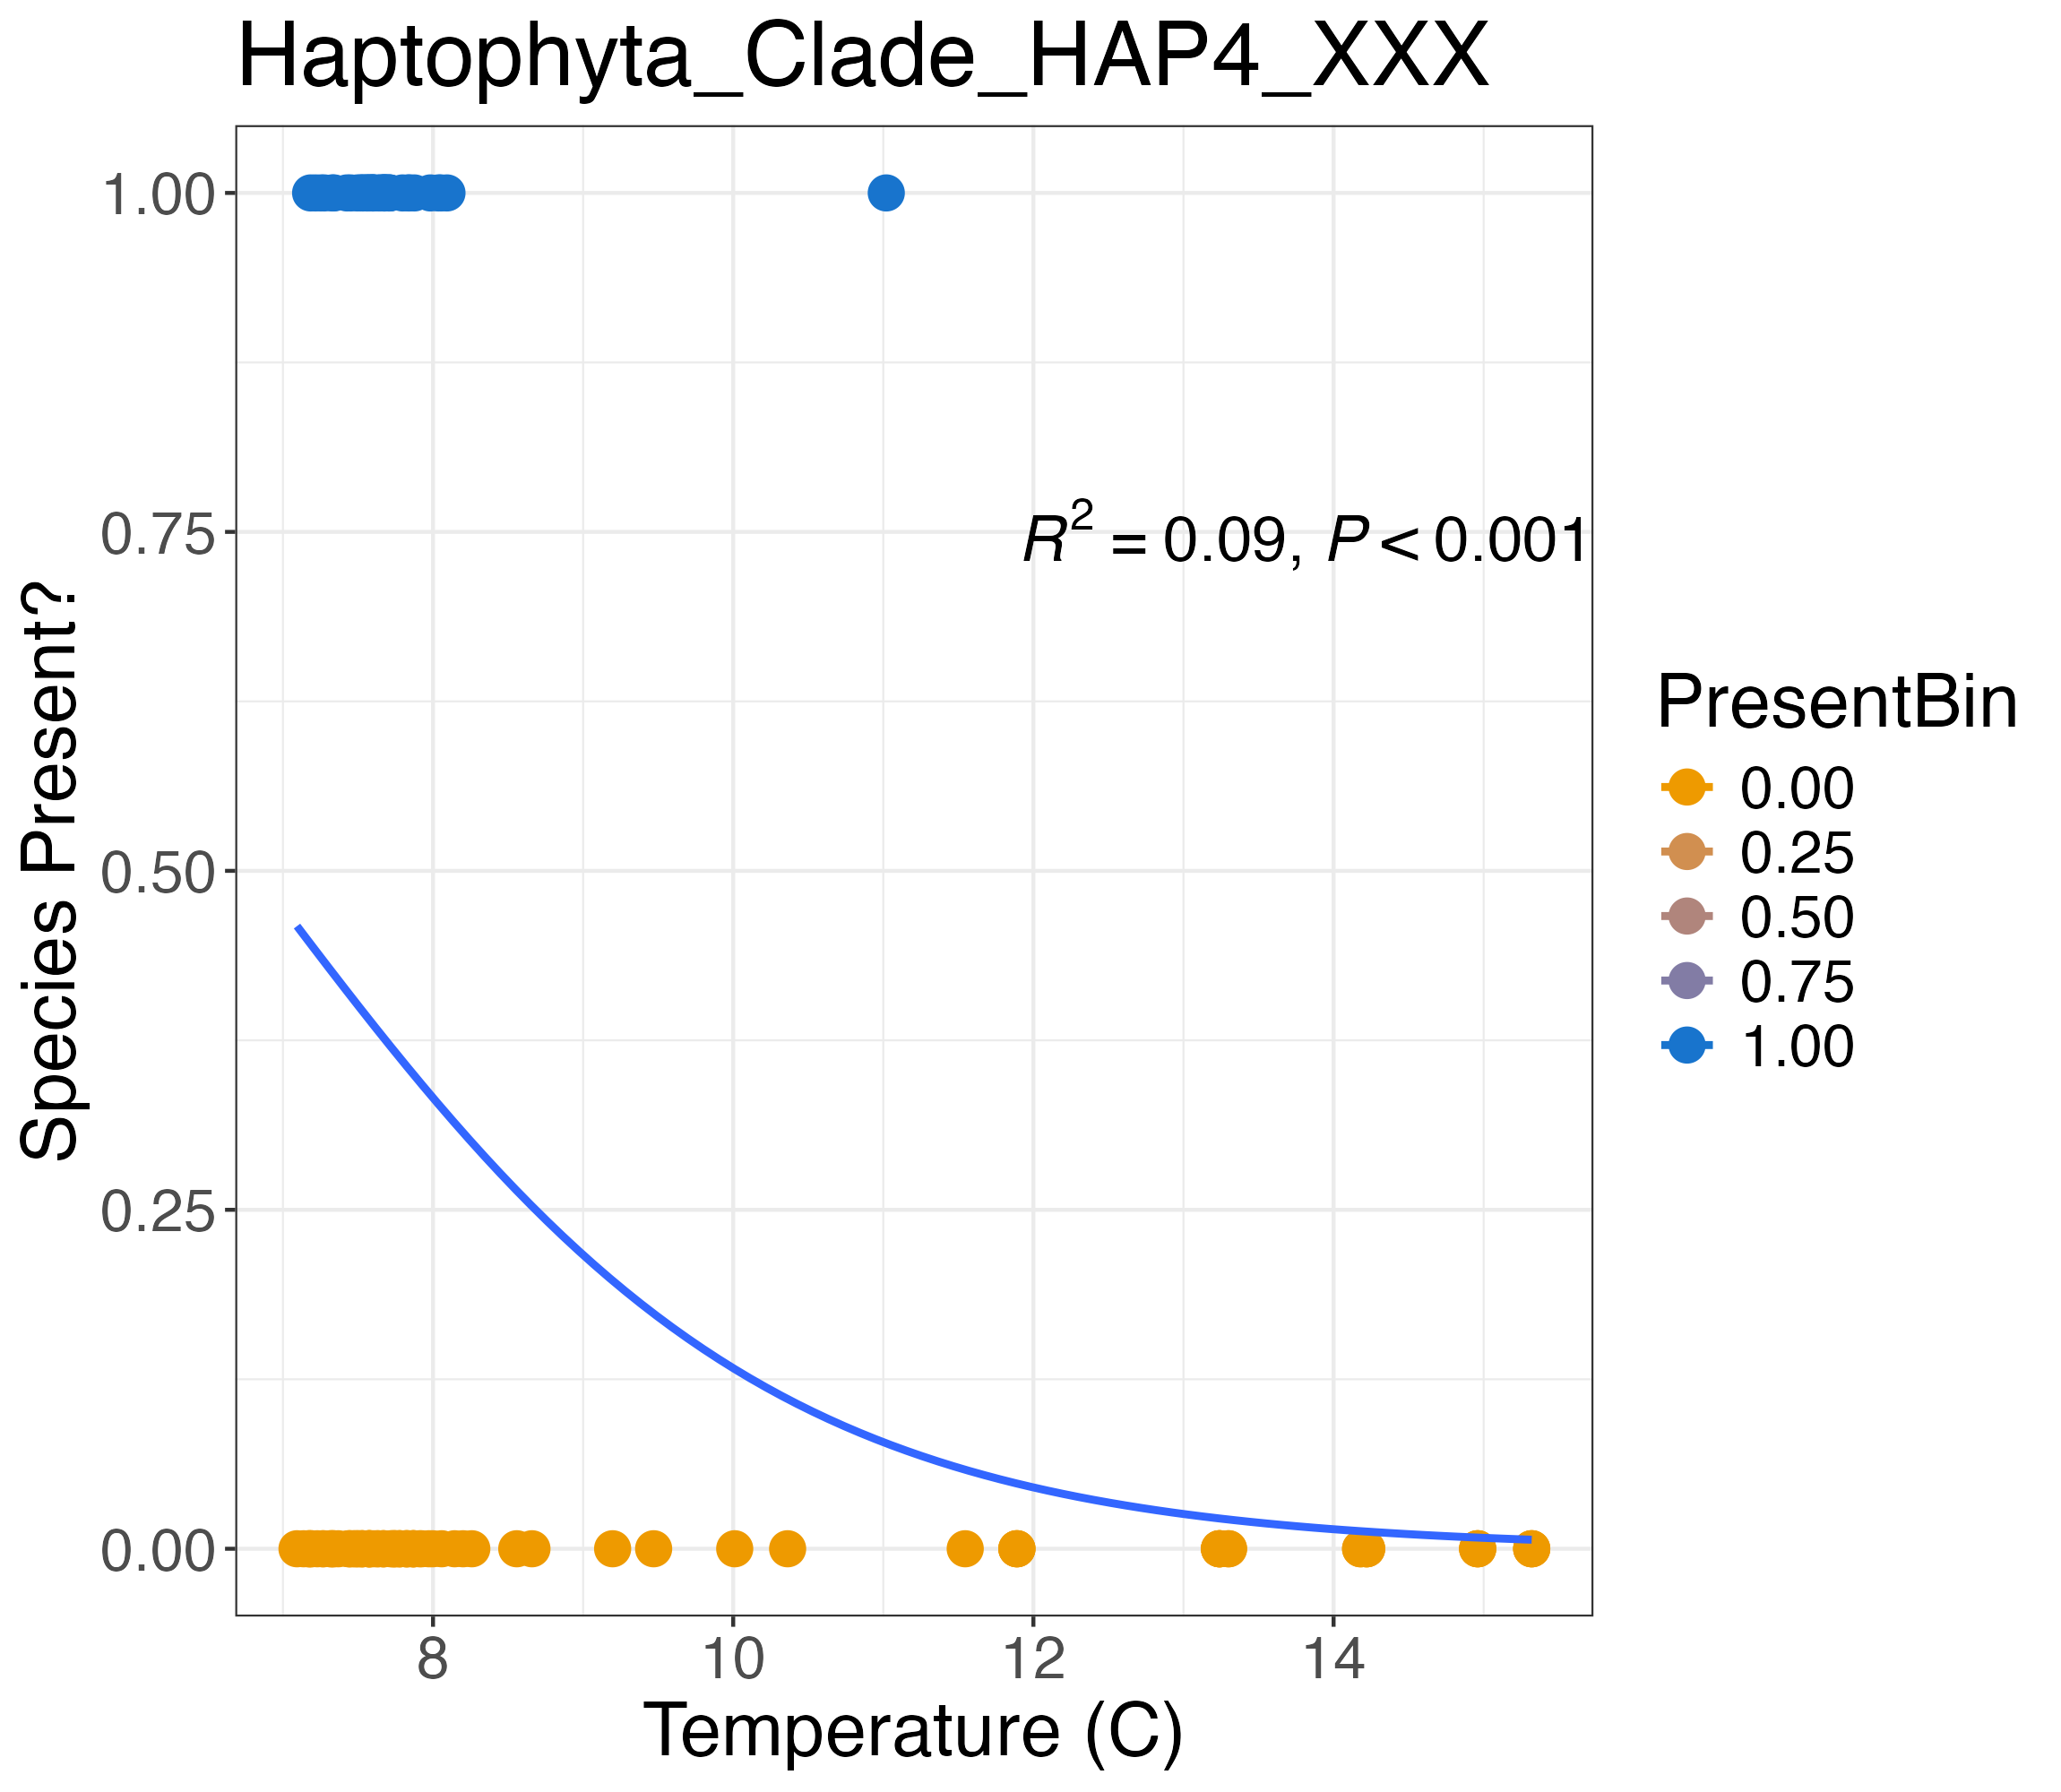 Haptophyta_Clade_HAP4_XXX
Species Present?
1.00
0.75
0.50
0.25
0.00
R² = 0.09, P < 0.001
8 10 12 14
Temperature (C)
PresentBin
0.00
0.25
0.50
0.75
1.00